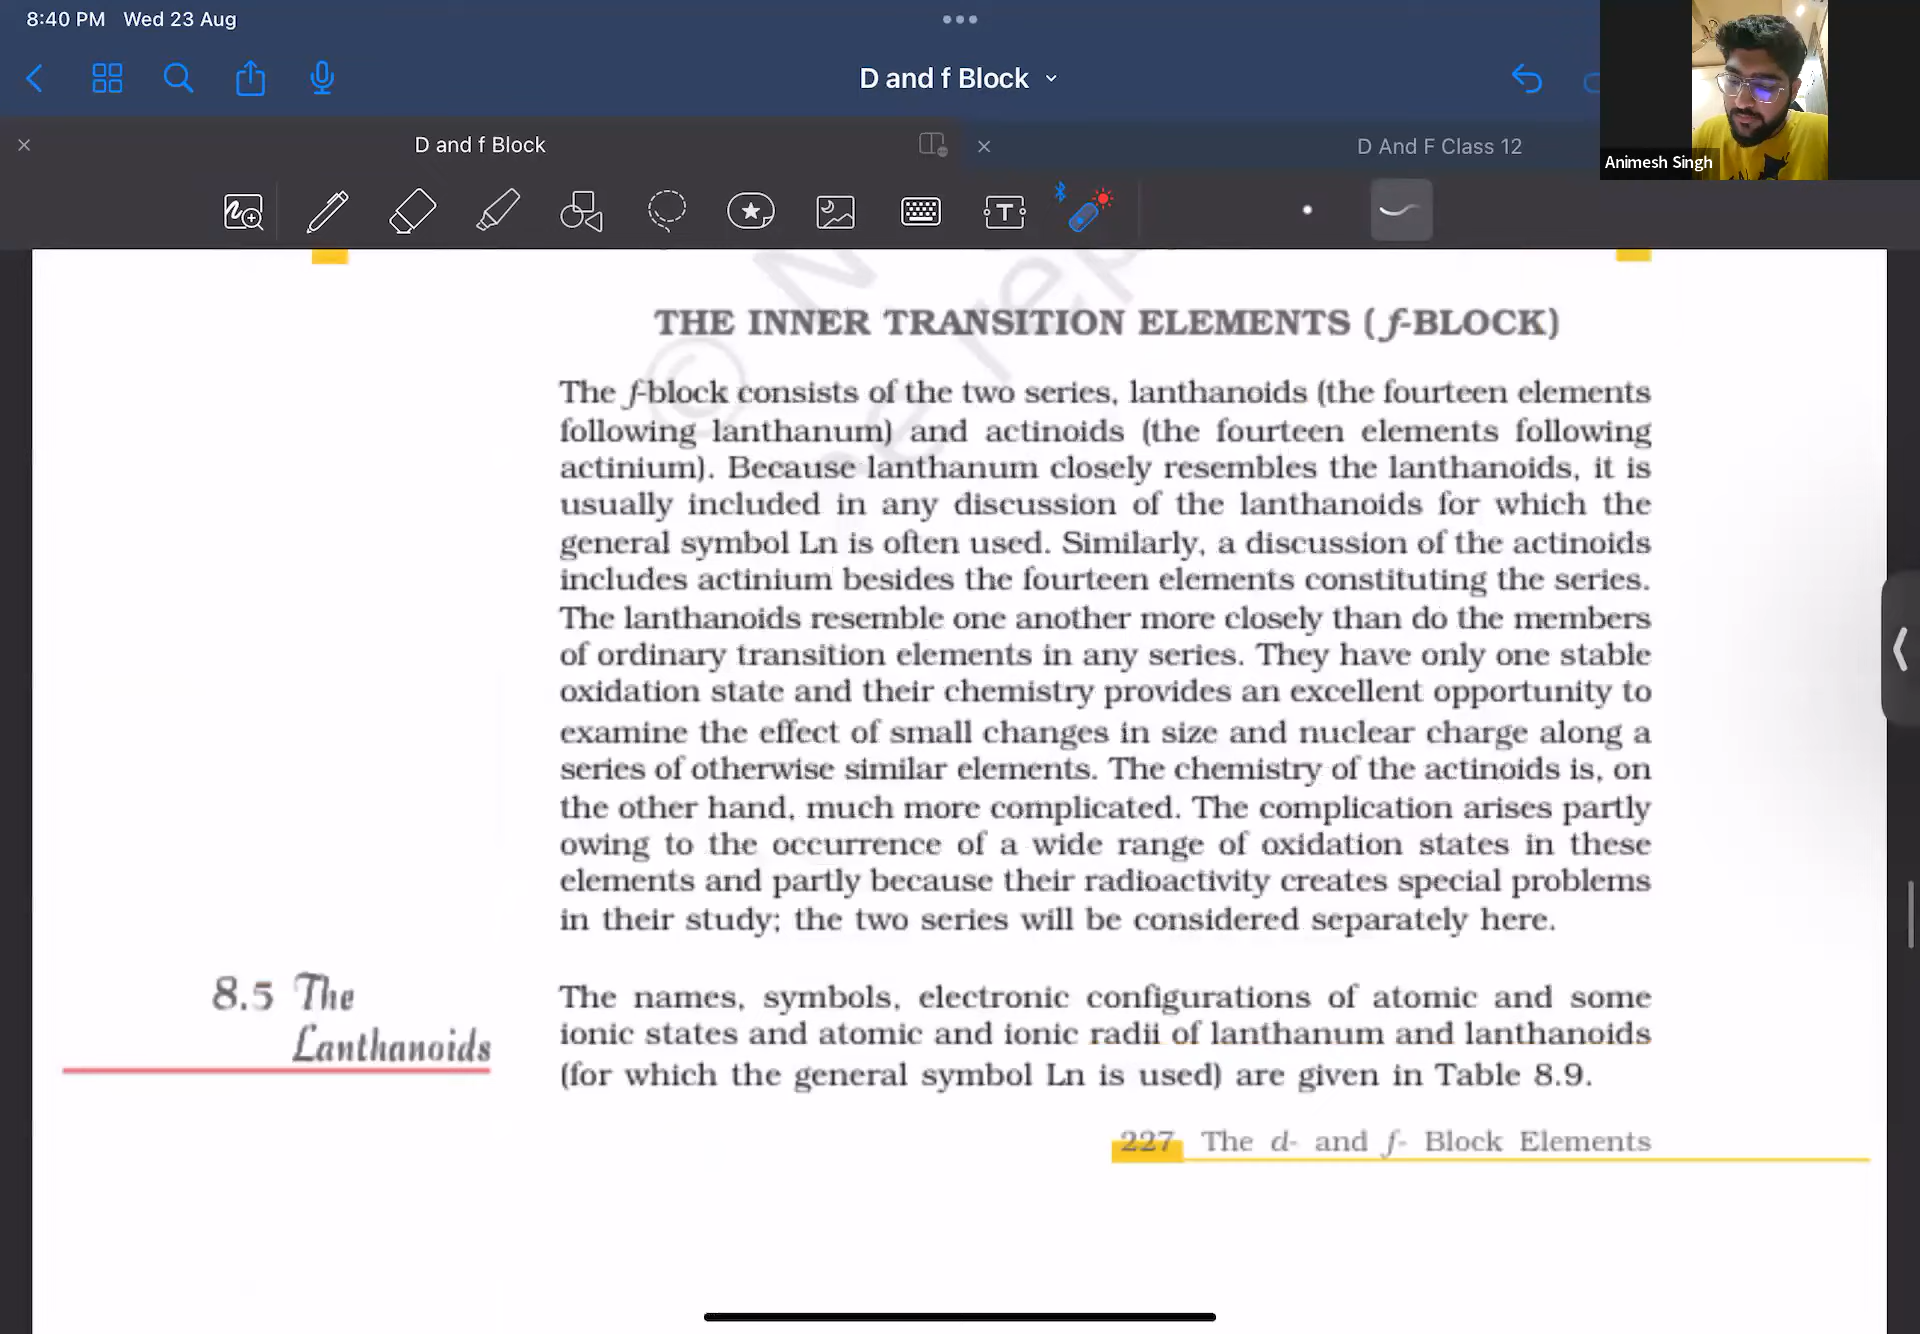 8:40 PM Wed 23 Aug
D and f Block
D and f Block
D And F Class 12
Animesh Singh
THE INNER TRANSITION ELEMENTS (f-BLOCK)
The f-block consists of the two series, lanthanoids (the fourteen elements
following lanthanum) and actinoids (the fourteen elements following
actinium). Because lanthanum closely resembles the lanthanoids, it is
usually included in any discussion of the lanthanoids for which the
general symbol Ln is often used. Similarly, a discussion of the actinoids
includes actinium besides the fourteen elements constituting the series.
The lanthanoids resemble one another more closely than do the members
of ordinary transition elements in any series. They have only one stable
oxidation state and their chemistry provides an excellent opportunity to
examine the effect of small changes in size and nuclear charge along a
series of otherwise similar elements. The chemistry of the actinoids is, on
the other hand, much more complicated. The complication arises partly
owing to the occurrence of a wide range of oxidation states in these
elements and partly because their radioactivity creates special problems
in their study; the two series will be considered separately here.
8.5 The
Lanthanoids
The names, symbols, electronic configurations of atomic and some
ionic states and atomic and ionic radii of lanthanum and lanthanoids
(for which the general symbol Ln is used) are given in Table 8.9.
227 The d- and f- Block Elements